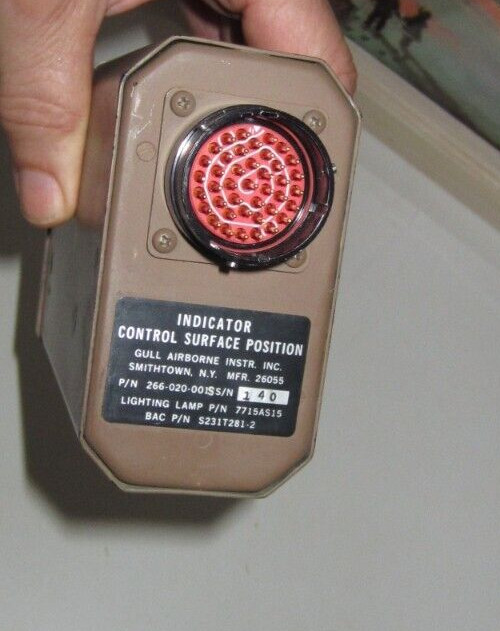 INDICATOR
CONTROL SURFACE POSITION
GULL AIRBORNE INSTR. INC.
SMITHTOWN, N.Y. MFR. 26055
P/N 266-020-001SS/N 140
LIGHTING LAMP P/N 7715AS15
BAC P/N S231T281-2